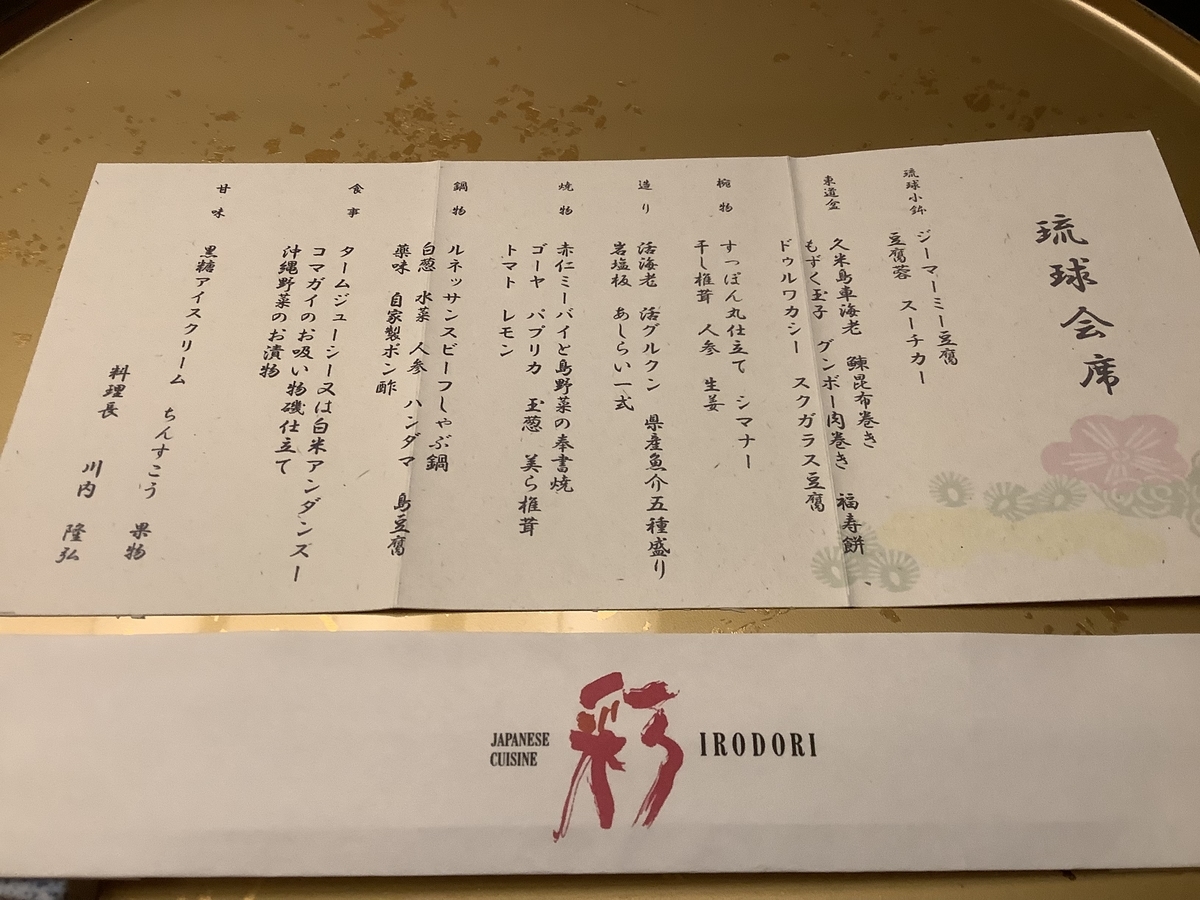 琉球会席
琉球小鉢
ジーマーミー豆腐
豆腐蓉 スーチカー
東道盆
久米島車海老 鰊昆布巻き 福寿餅
もずく玉子 グンボー肉巻き
ドゥルワカシー スクガラス豆腐
椀物
すっぽん丸仕立て シマナー
干し椎茸 人参 生姜
造り
活海老 活グルクン 県産魚介五種盛り
岩塩板 あしらい一式
焼物
赤仁ミーバイと島野菜の奉書焼
ゴーヤ パプリカ 玉葱 美ら椎茸
トマト レモン
鍋物
ルネッサンスビーフしゃぶ鍋
白葱 水菜 人参 ハンダマ 島豆腐
薬味 自家製ポン酢
食事
タームジューシー又は白米アンダンスー
コマガイのお吸い物磯仕立て
沖縄野菜のお漬物
甘味
黒糖アイスクリーム ちんすこう 果物
料理長 川内 隆弘
JAPANESE
CUISINE
彩
IRODORI